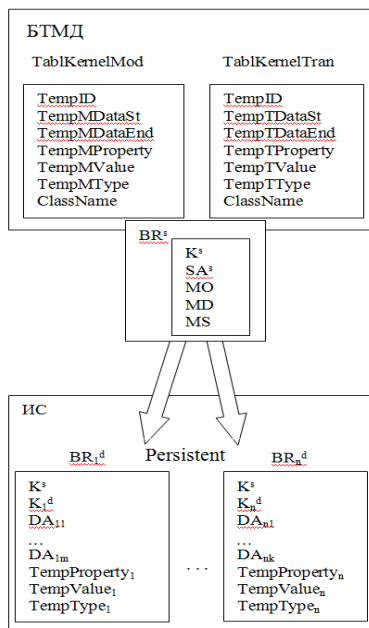 БТМД
TablKernelMod TablKernelTran
TempID
TempMDataSt
TempMDataEnd
TempMProperty
TempMValue
TempMType
ClassName
TempID
TempTDataSt
TempTDataEnd
TempTProperty
TempTValue
TempTType
ClassName
BRˢ
Kˢ
SAˢ
MO
MD
MS
ИС
BR₁ᵈ Persistent BRₙᵈ
Kˢ
K₁ᵈ
DA₁₁
...
DA₁ₘ
TempProperty₁
TempValue₁
TempType₁
. . .
Kˢ
Kₙᵈ
DAₙ₁
...
DAₙₖ
TempPropertyₙ
TempValueₙ
TempTypeₙ